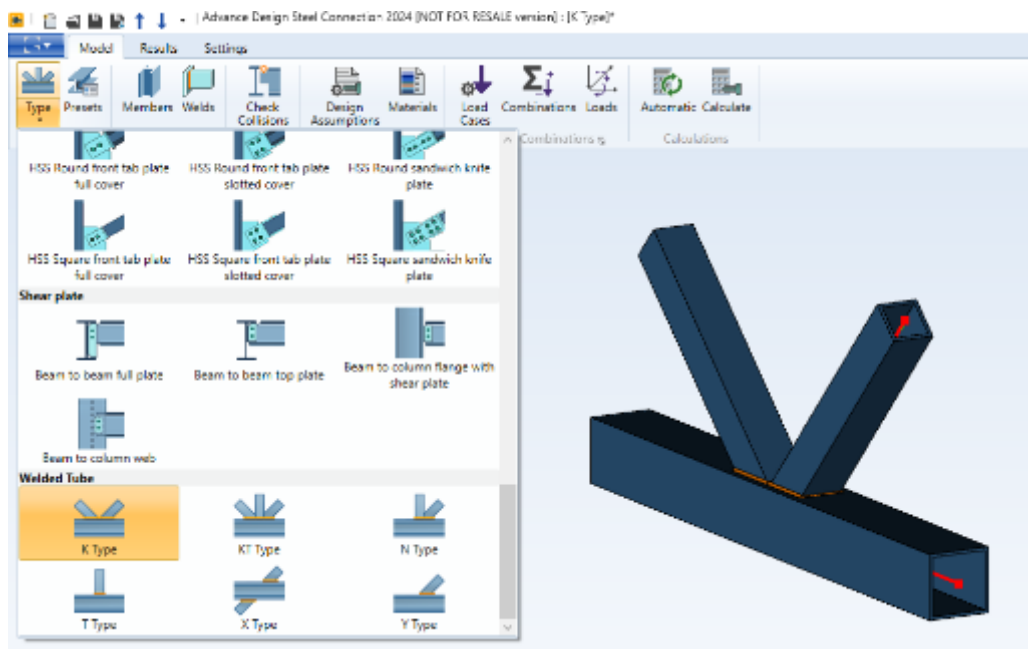 Advance Design Steel Connection 2024 [NOT FOR RESALE version] : [K Type]*
Model Results Settings
Type Presets Members Welds Check Collisions Design Assumptions Materials Load Cases Combinations Loads Automatic Calculate
Combinations Calculations
HSS Round front tab plate full cover
HSS Round front tab plate slotted cover
HSS Round sandwich knife plate
HSS Square front tab plate full cover
HSS Square front tab plate slotted cover
HSS Square sandwich knife plate
Shear plate
Beam to beam full plate
Beam to beam top plate
Beam to column flange with shear plate
Beam to column web
Welded Tube
K Type
KT Type
N Type
T Type
X Type
Y Type